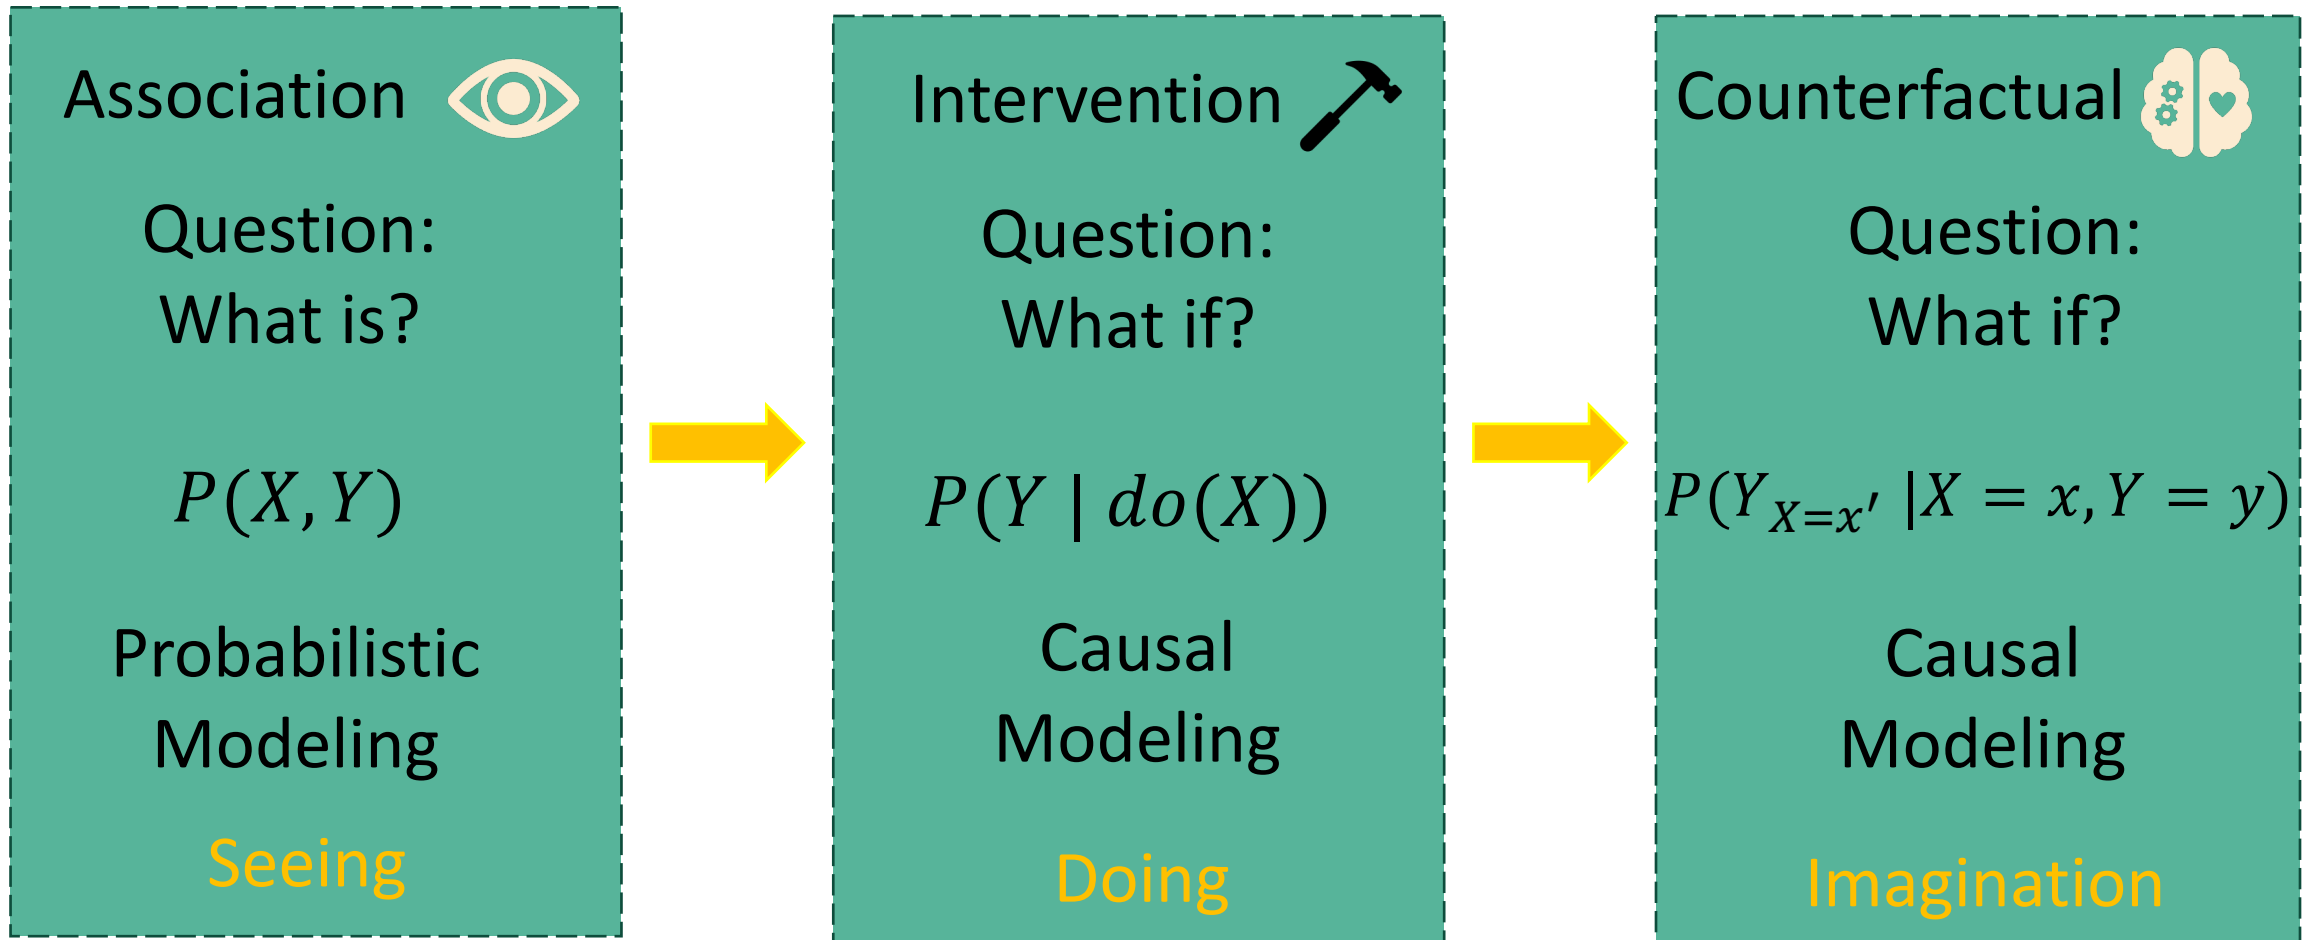 Association
Question:
What is?
P(X, Y)
Probabilistic
Modeling
Seeing
Intervention
Question:
What if?
P(Y | do(X))
Causal
Modeling
Doing
Counterfactual
Question:
What if?
P(Y_{X=x′} |X = x, Y = y)
Causal
Modeling
Imagination